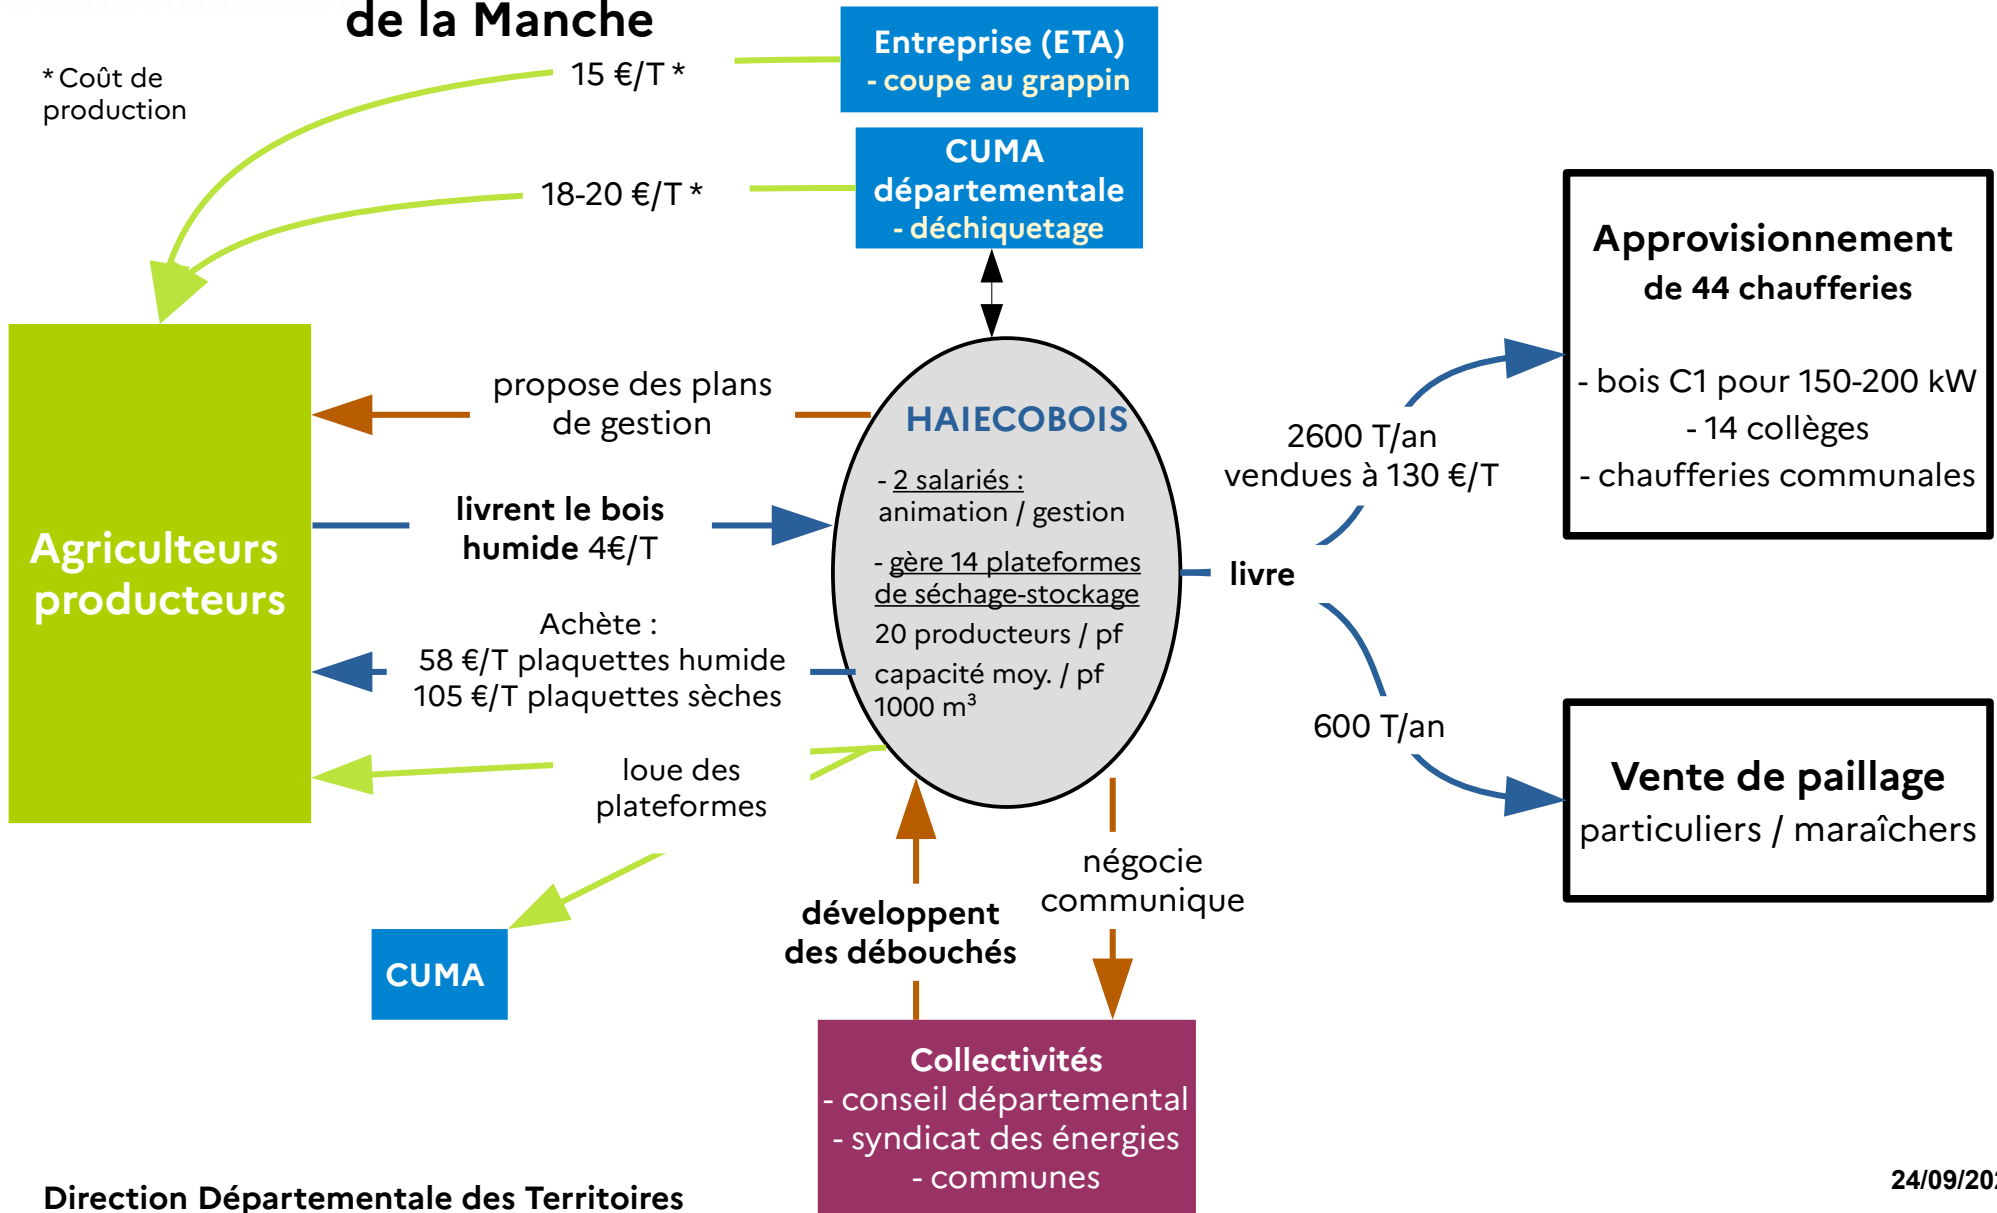 de la Manche
* Coût de
production
15 €/T *
Entreprise (ETA)
- coupe au grappin
18-20 €/T *
CUMA
départementale
- déchiquetage
Agriculteurs
producteurs
propose des plans
de gestion
livrent le bois
humide 4€/T
Achète :
58 €/T plaquettes humide
105 €/T plaquettes sèches
loue des
plateformes
CUMA
HAIECOBOIS
- 2 salariés :
animation / gestion
- gère 14 plateformes
de séchage-stockage
20 producteurs / pf
capacité moy. / pf
1000 m³
livre
2600 T/an
vendues à 130 €/T
600 T/an
Approvisionnement
de 44 chaufferies
- bois C1 pour 150-200 kW
- 14 collèges
- chaufferies communales
Vente de paillage
particuliers / maraîchers
développent
des débouchés
négocie
communique
Collectivités
- conseil départemental
- syndicat des énergies
- communes
Direction Départementale des Territoires
24/09/202